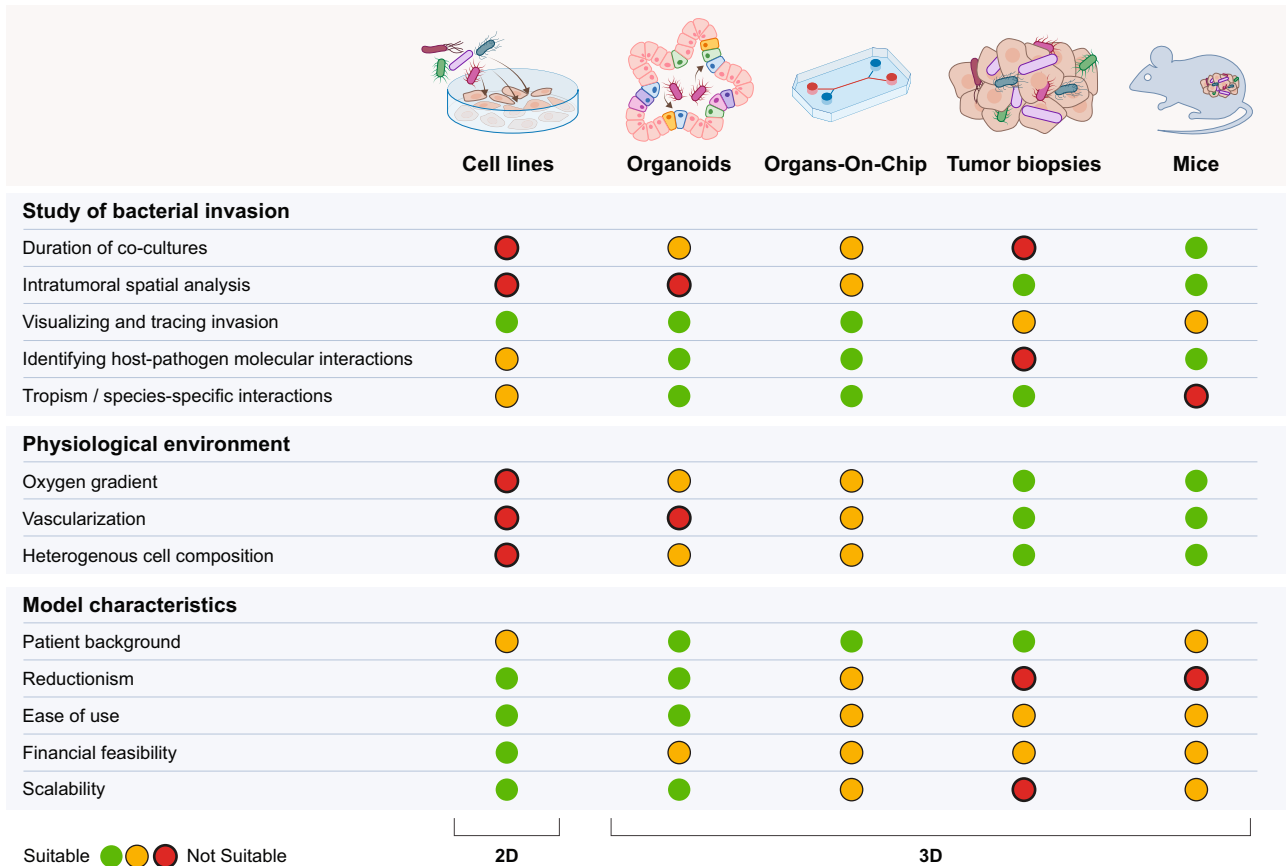 Cell lines Organoids Organs-On-Chip Tumor biopsies Mice
Study of bacterial invasion
Duration of co-cultures
Intratumoral spatial analysis
Visualizing and tracing invasion
Identifying host-pathogen molecular interactions
Tropism / species-specific interactions
Physiological environment
Oxygen gradient
Vascularization
Heterogenous cell composition
Model characteristics
Patient background
Reductionism
Ease of use
Financial feasibility
Scalability
Suitable Not Suitable 2D 3D